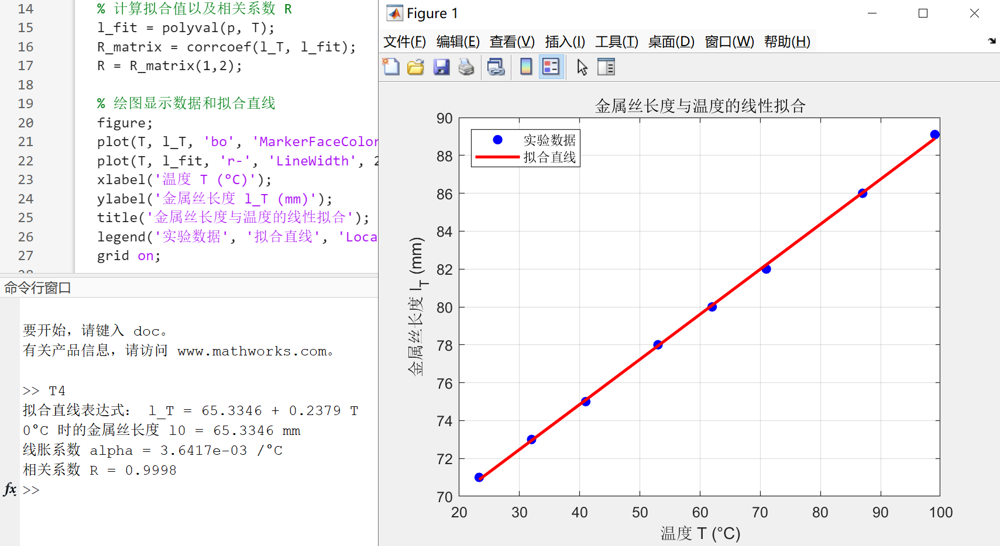 14 % 计算拟合值以及相关系数 R
15 l_fit = polyval(p, T);
16 R_matrix = corrcoef(l_T, l_fit);
17 R = R_matrix(1,2);
18
19 % 绘图显示数据和拟合直线
20 figure;
21 plot(T, l_T, 'bo', 'MarkerFaceColor
22 plot(T, l_fit, 'r-', 'LineWidth', 2
23 xlabel('温度 T (°C)');
24 ylabel('金属丝长度 l_T (mm)');
25 title('金属丝长度与温度的线性拟合');
26 legend('实验数据', '拟合直线', 'Loca
27 grid on;
命令行窗口
要开始，请键入 doc。
有关产品信息，请访问 www.mathworks.com。
>> T4
拟合直线表达式： l_T = 65.3346 + 0.2379 T
0°C 时的金属丝长度 l0 = 65.3346 mm
线胀系数 alpha = 3.6417e-03 /°C
相关系数 R = 0.9998
fx >>
Figure 1
文件(F) 编辑(E) 查看(V) 插入(I) 工具(T) 桌面(D) 窗口(W) 帮助(H)
金属丝长度与温度的线性拟合
实验数据
拟合直线
金属丝长度 l_T (mm)
90
88
86
84
82
80
78
76
74
72
70
20 30 40 50 60 70 80 90 100
温度 T (°C)